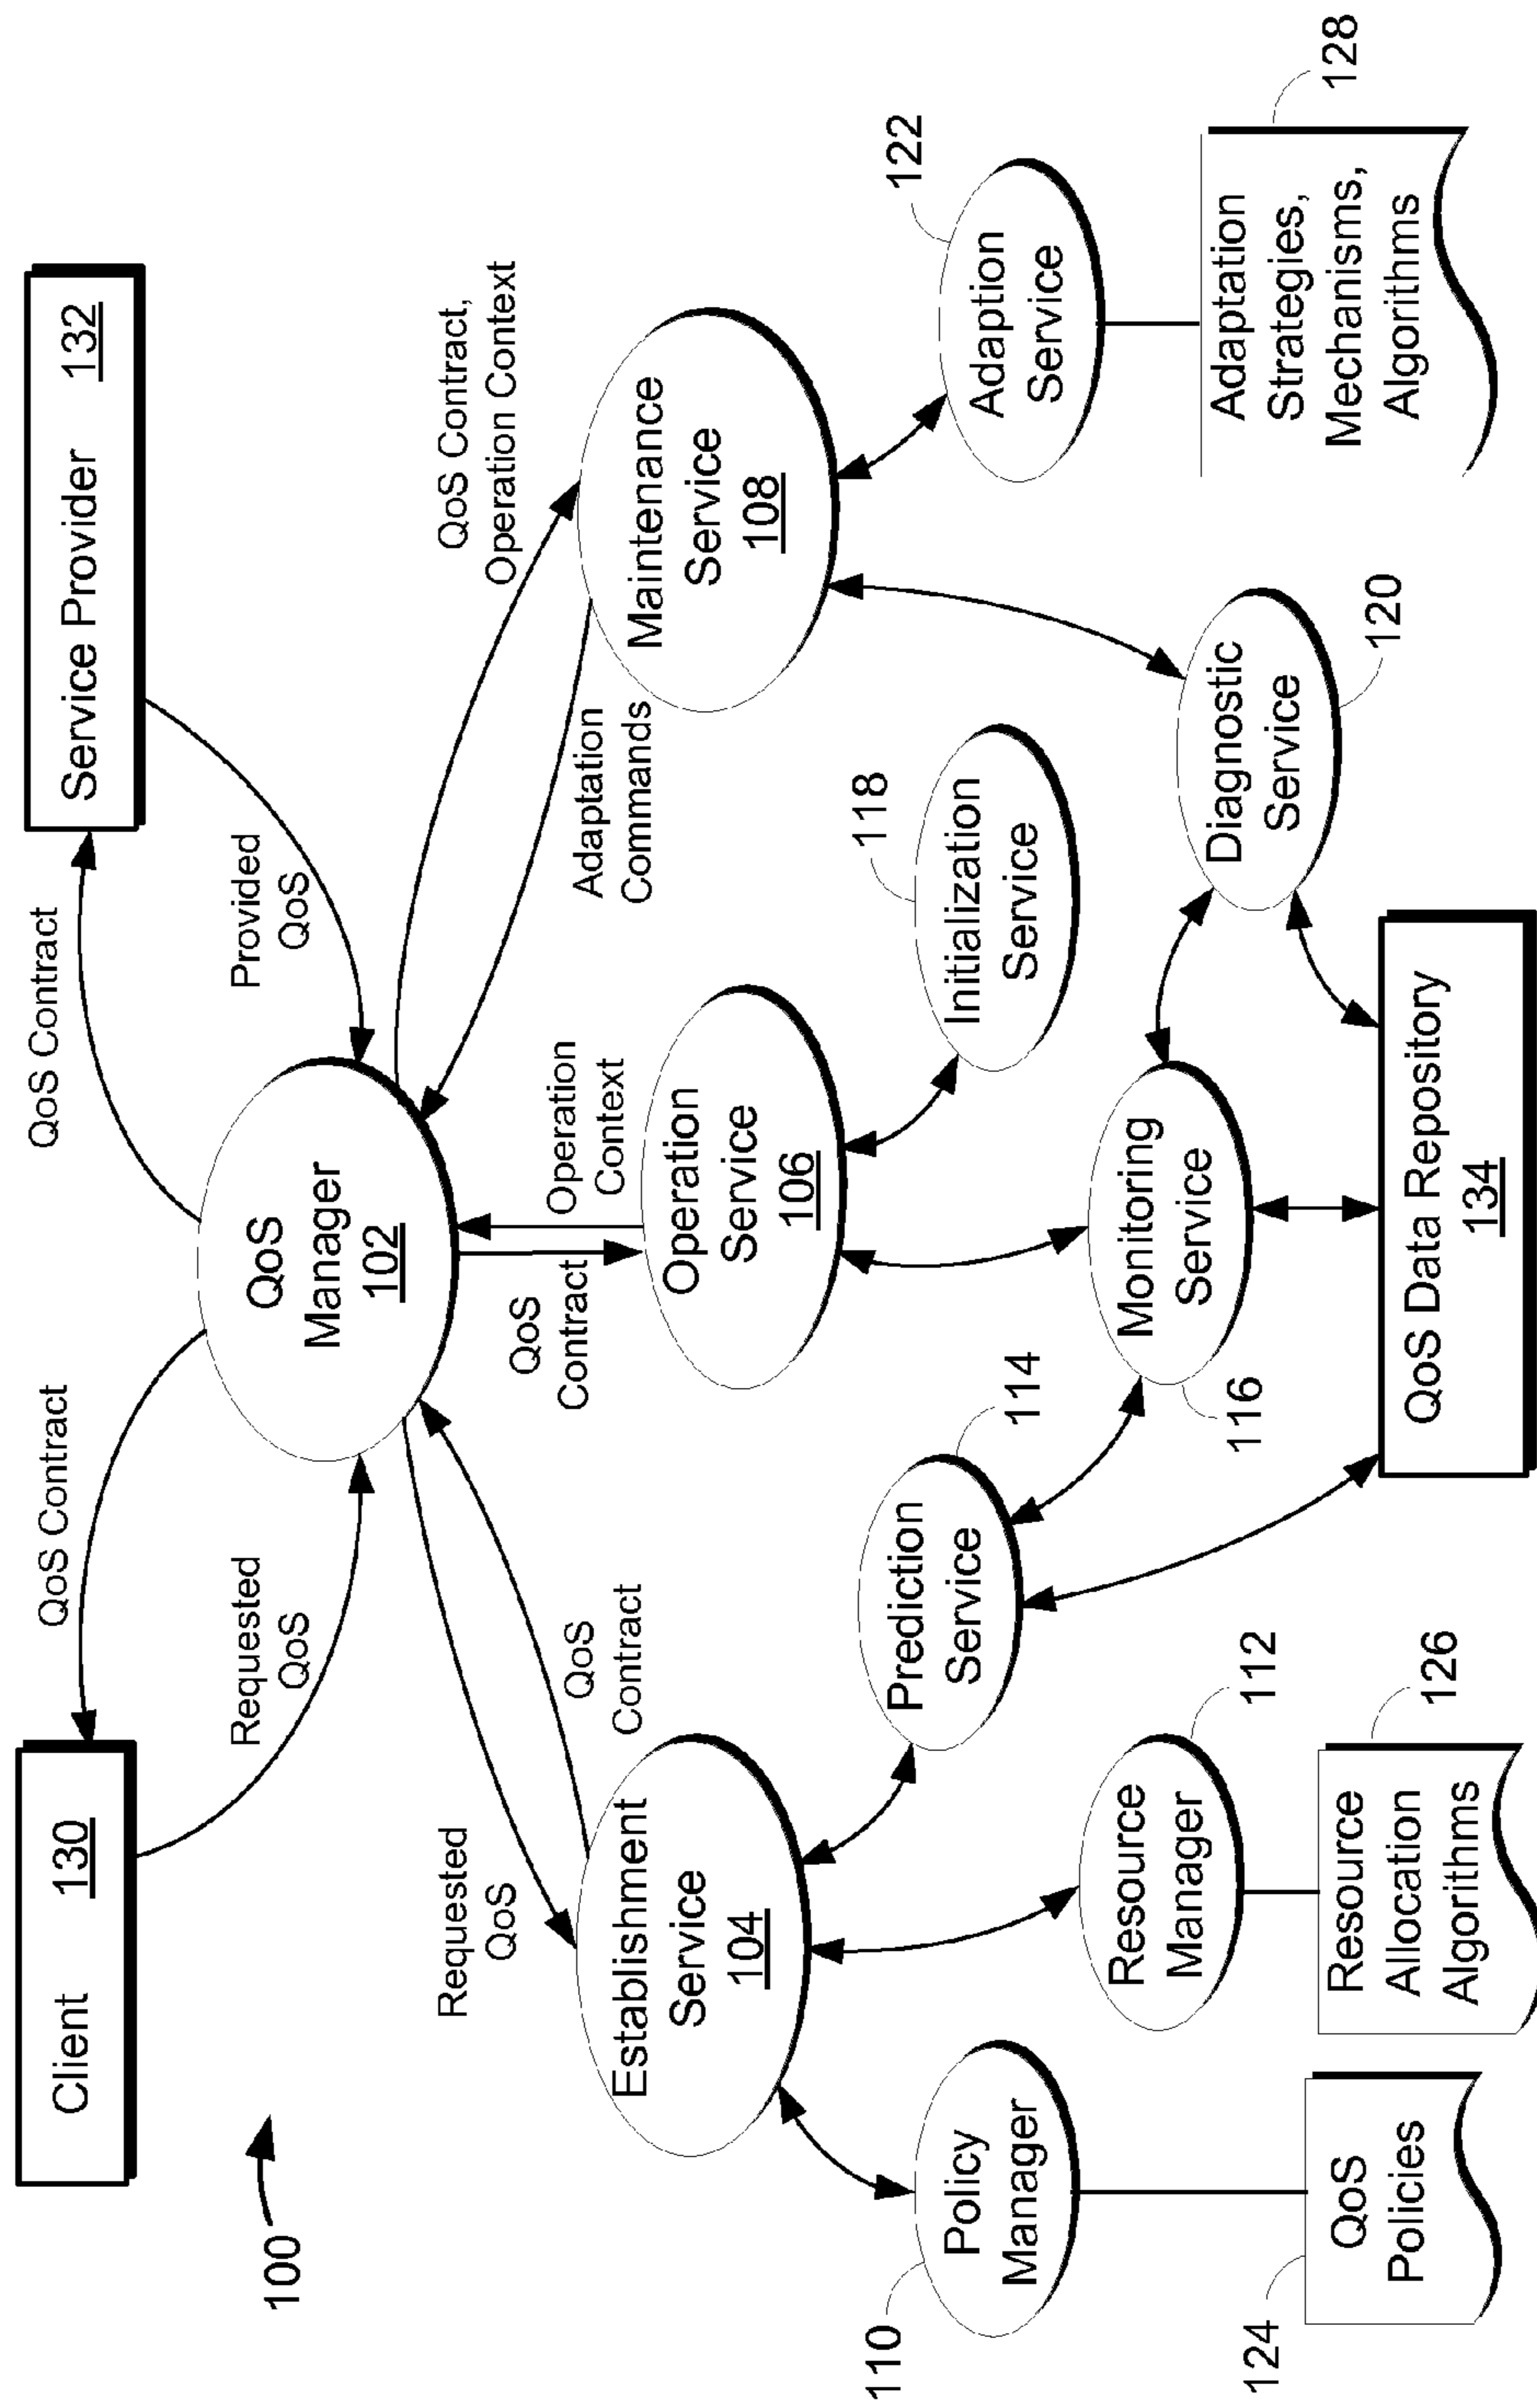 100
Client 130
Service Provider 132
QoS Contract
QoS Contract
Requested
QoS
Provided
QoS
QoS
Manager
102
Requested
QoS
QoS
Contract
QoS
Contract
Operation
Context
Adaptation
Commands
QoS Contract,
Operation Context
Establishment
Service
104
Operation
Service
106
Maintenance
Service
108
110
Policy
Manager
Resource
Manager
112
Prediction
Service
114
Monitoring
Service
116
Initialization
Service
118
Diagnostic
Service
120
Adaption
Service
122
124
QoS
Policies
Resource
Allocation
Algorithms
126
QoS Data Repository
134
Adaptation
Strategies,
Mechanisms,
Algorithms
128